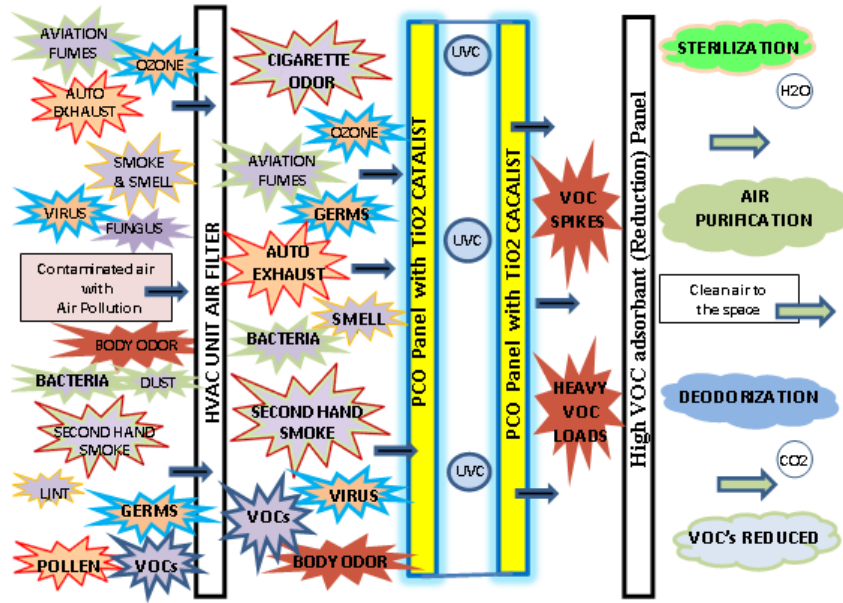 AVIATION
FUMES
OZONE
AUTO
EXHAUST
SMOKE
& SMELL
VIRUS
FUNGUS
Contaminated air
with
Air Pollution
BODY ODOR
BACTERIA
DUST
SECOND HAND
SMOKE
LINT
GERMS
POLLEN
VOCs
HVAC UNIT AIR FILTER
CIGARETTE
ODOR
OZONE
AVIATION
FUMES
GERMS
AUTO
EXHAUST
SMELL
BACTERIA
SECOND HAND
SMOKE
VIRUS
VOCs
BODY ODOR
PCO Panel with TiO2 CATALIST
UVC
UVC
UVC
PCO Panel with TiO2 CACALIST
VOC
SPIKES
HEAVY
VOC
LOADS
High VOC adsorbant (Reduction) Panel
STERILIZATION
H2O
AIR
PURIFICATION
Clean air to
the space
DEODORIZATION
CO2
VOC's REDUCED